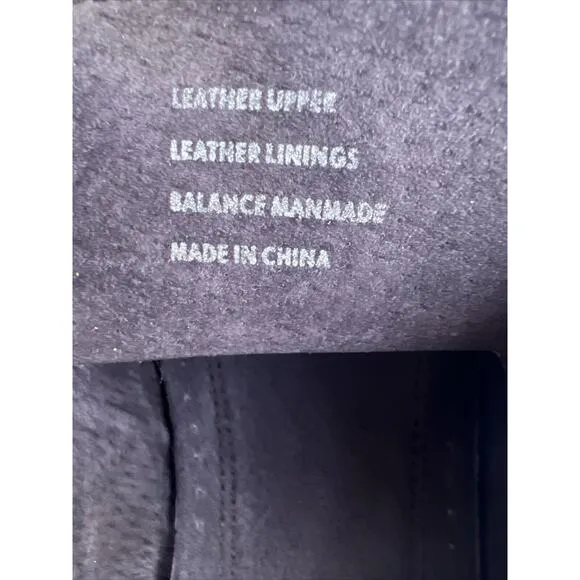 LEATHER UPPER
LEATHER LININGS
BALANCE MANMADE
MADE IN CHINA